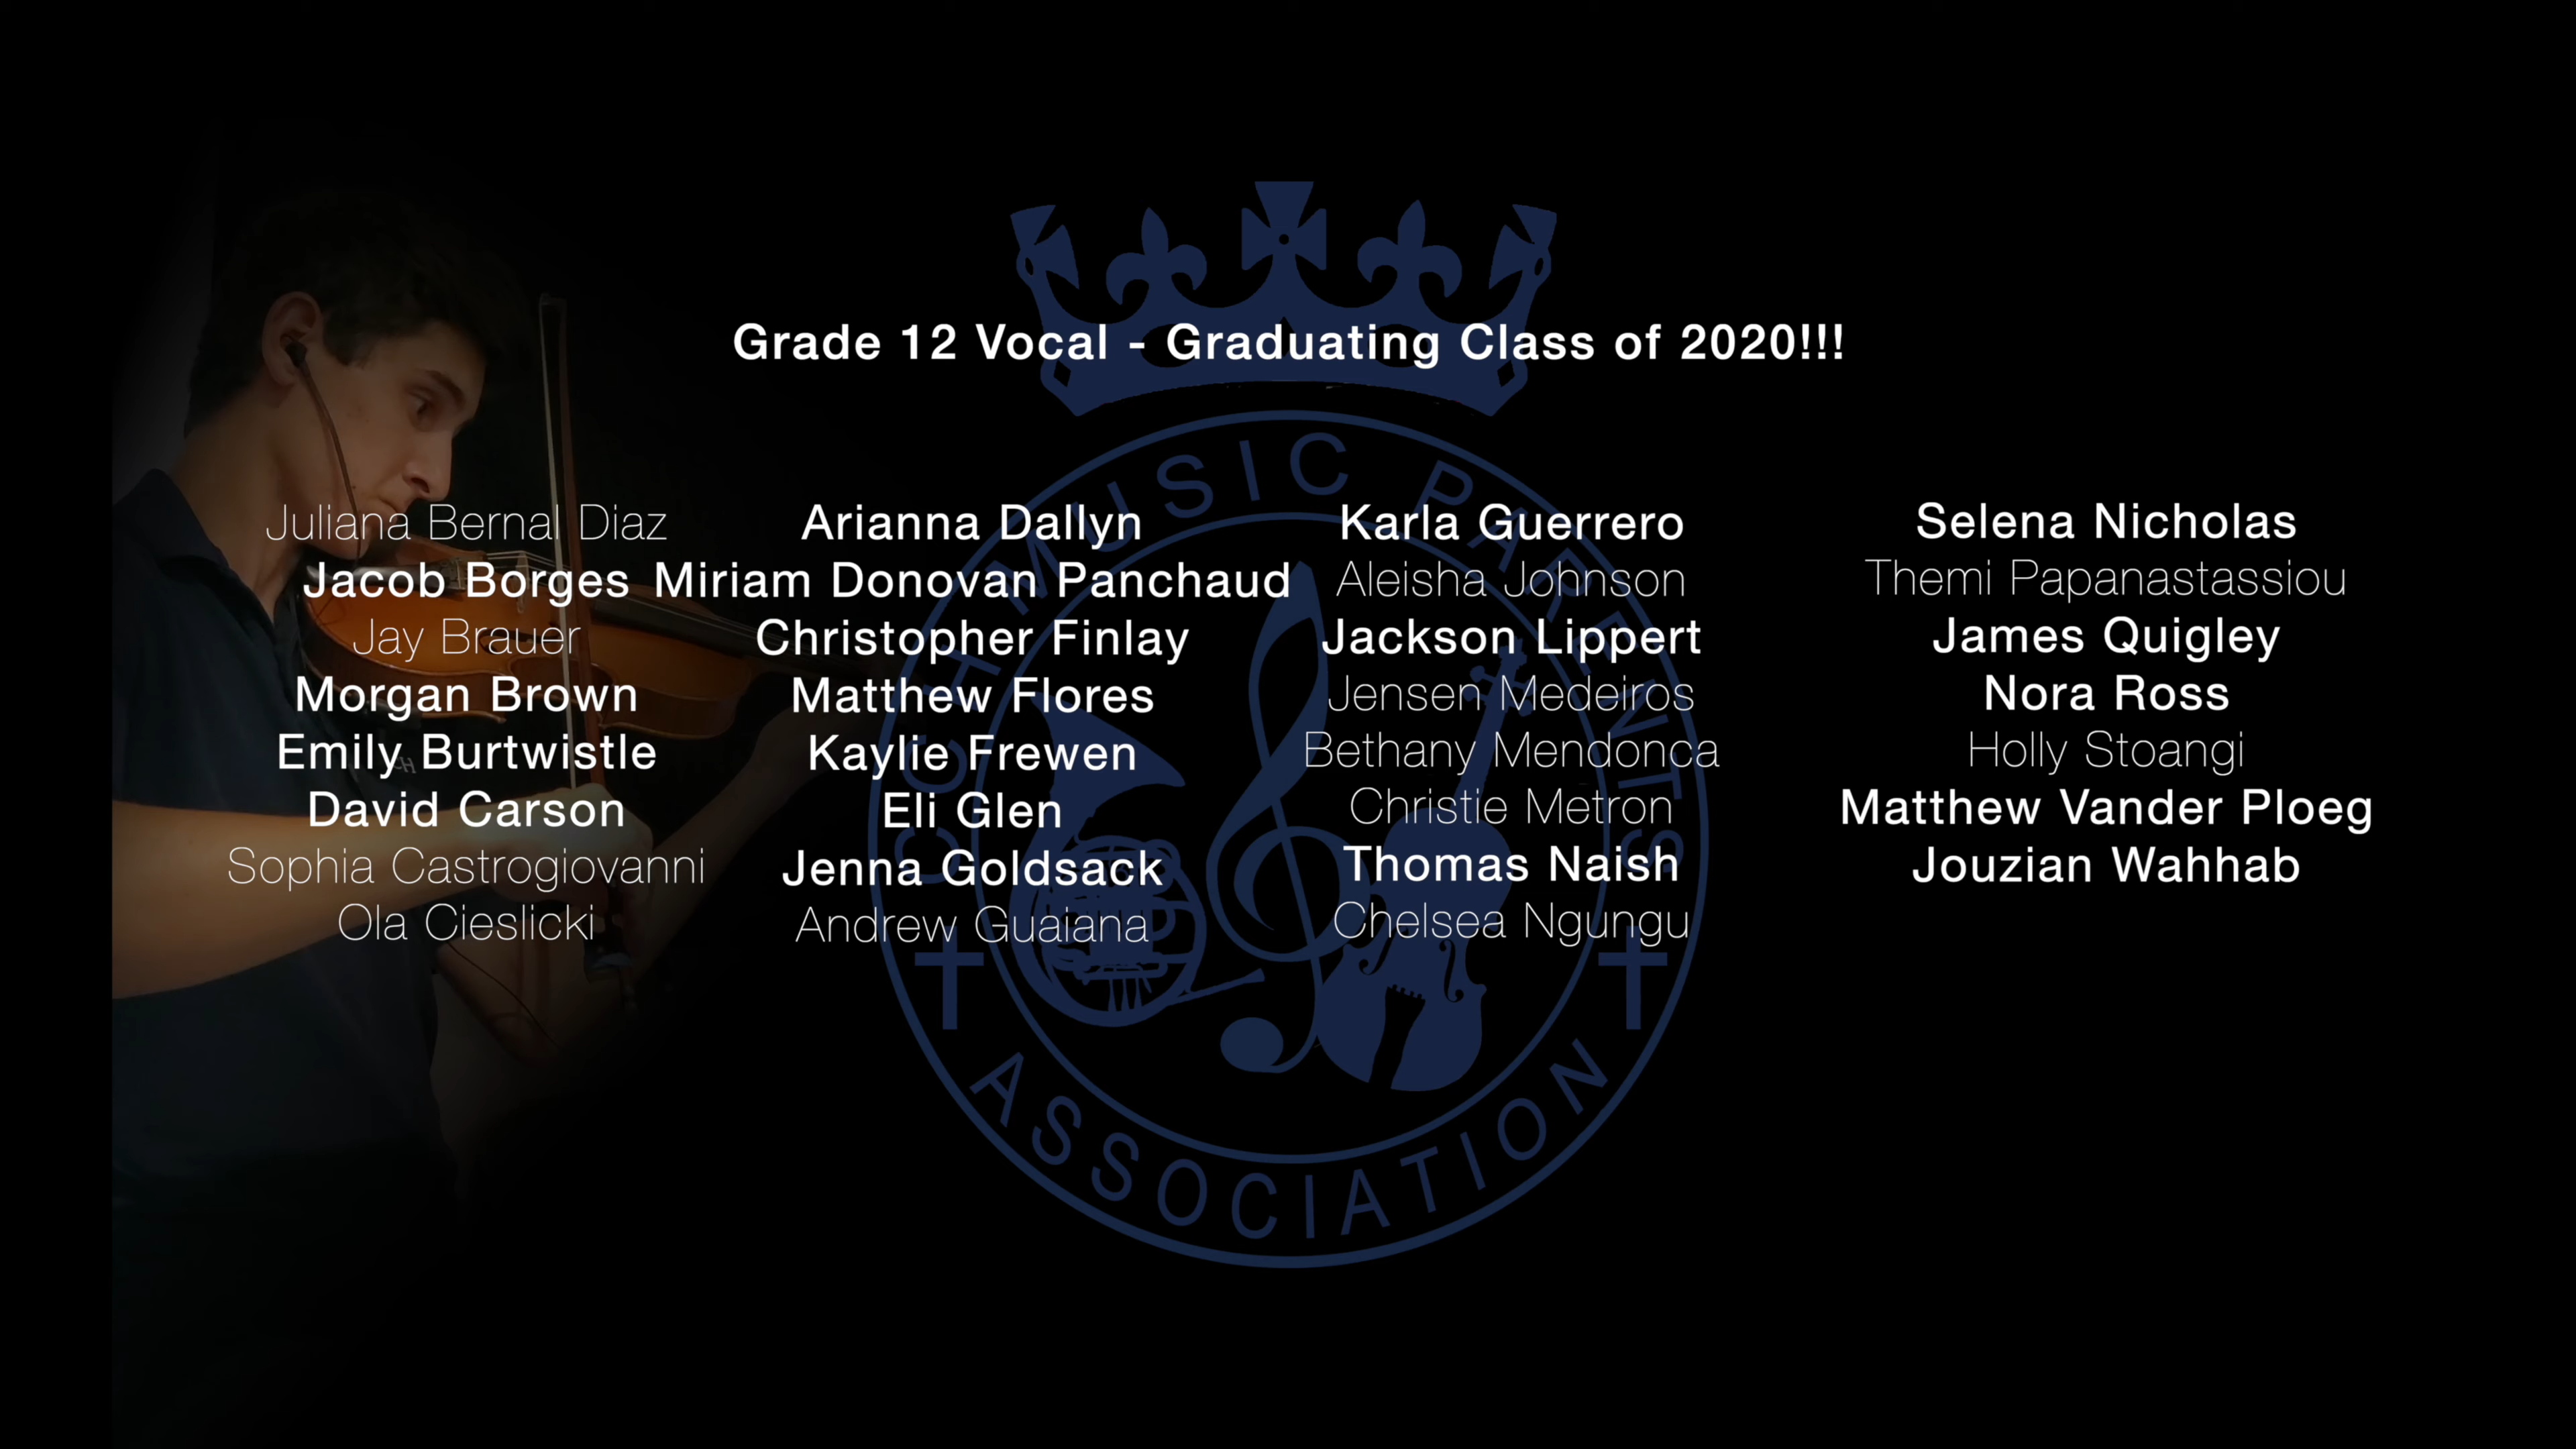 Grade 12 Vocal - Graduating Class of 2020!!!
Juliana Bernal Diaz
Jacob Borges
Jay Brauer
Morgan Brown
Emily Burtwistle
David Carson
Sophia Castrogiovanni
Ola Cieslicki
Arianna Dallyn
Miriam Donovan Panchaud
Christopher Finlay
Matthew Flores
Kaylie Frewen
Eli Glen
Jenna Goldsack
Andrew Guaiana
Karla Guerrero
Aleisha Johnson
Jackson Lippert
Jensen Medeiros
Bethany Mendonca
Christie Metron
Thomas Naish
Chelsea Ngungu
Selena Nicholas
Themi Papanastassiou
James Quigley
Nora Ross
Holly Stoangi
Matthew Vander Ploeg
Jouzian Wahhab
MUSIC PARENTS
ASSOCIATION